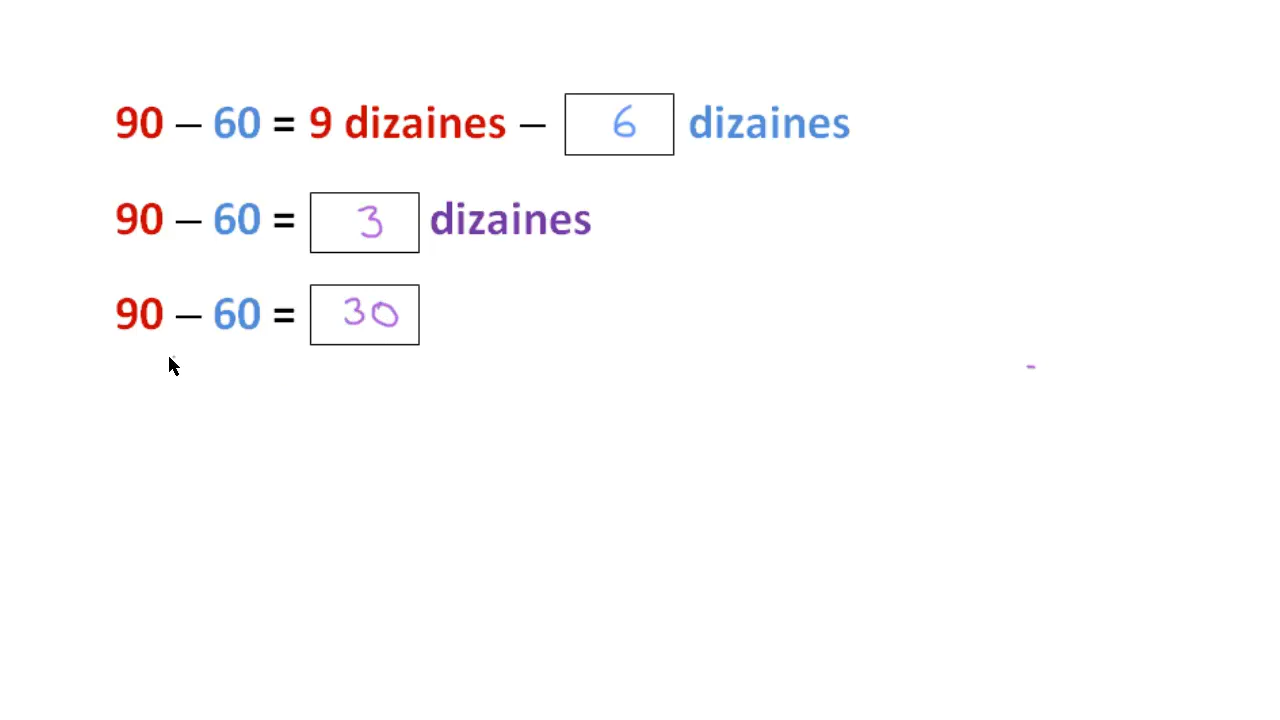 90 – 60 = 9 dizaines – 6 dizaines
90 – 60 = 3 dizaines
90 – 60 = 30